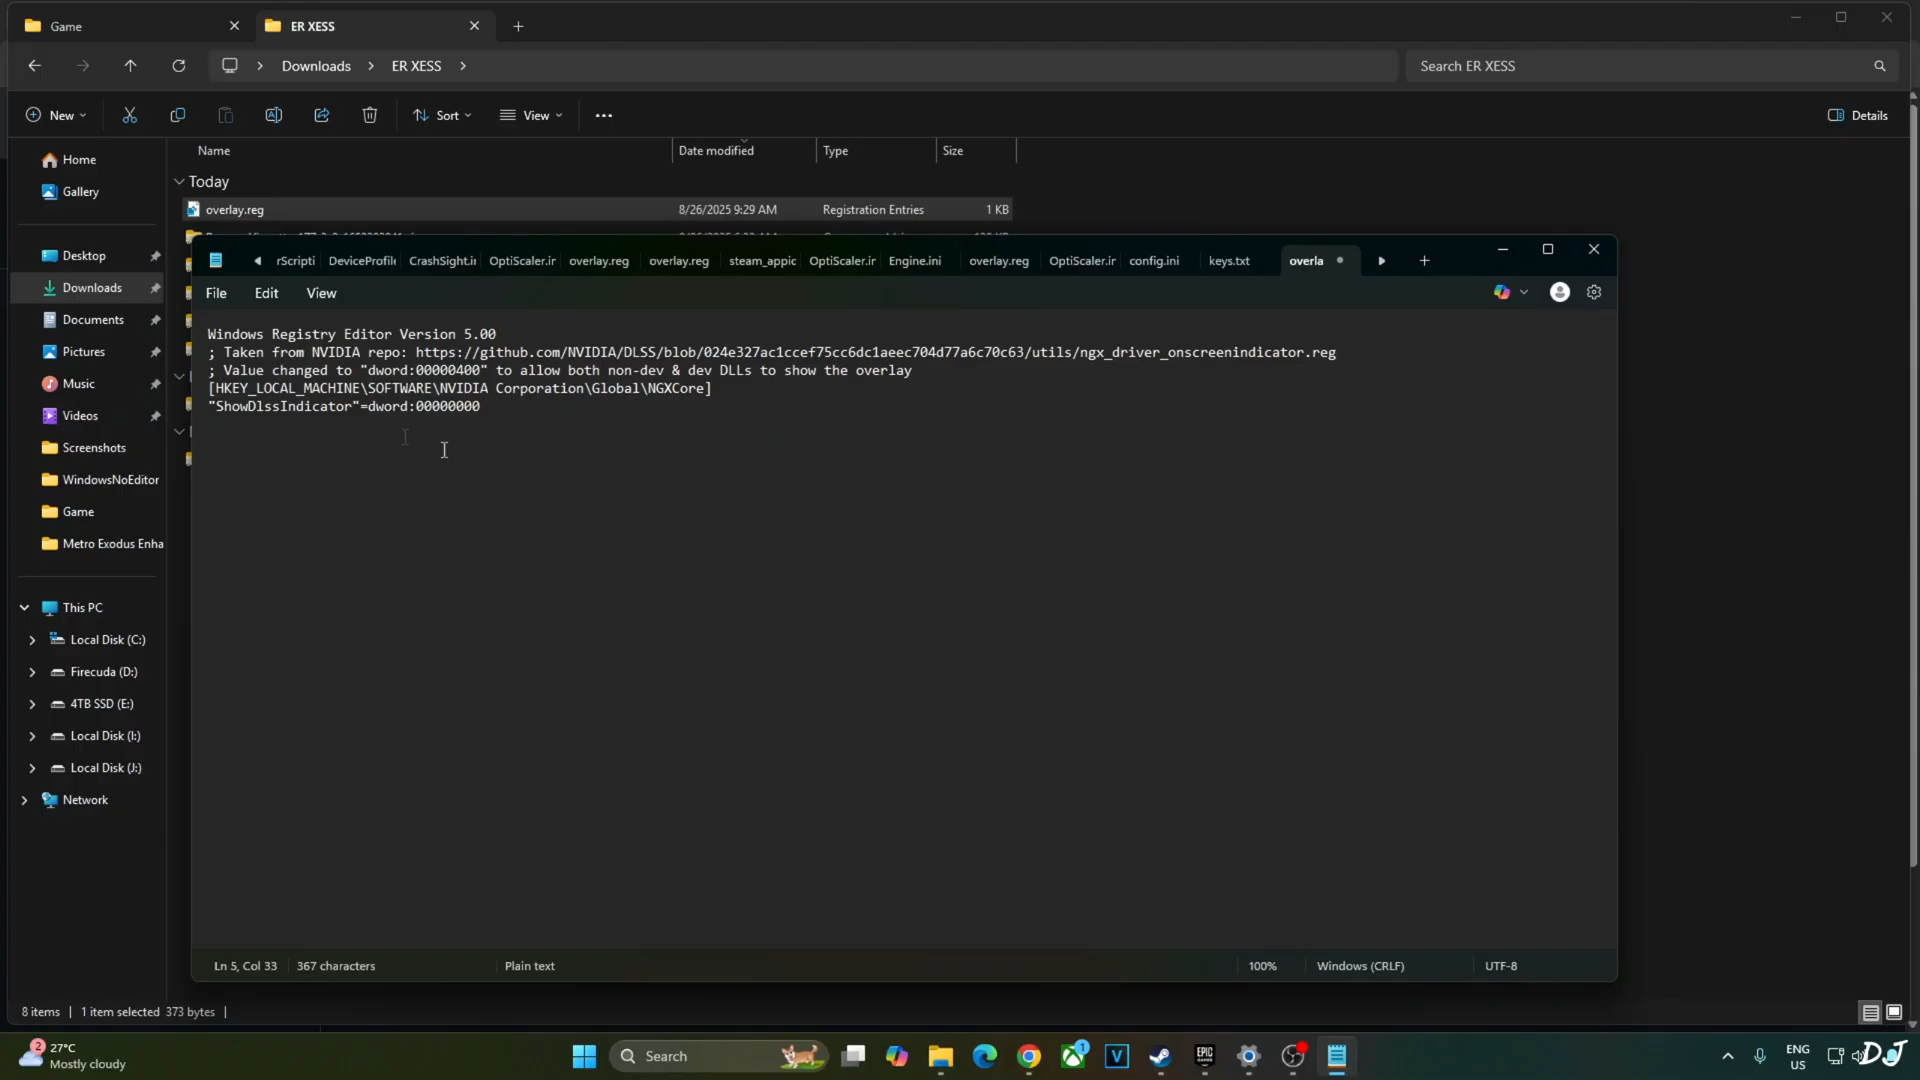 Game
ER XESS
Downloads
ER XESS
Search ER XESS
New
Sort
View
Details
Name
Date modified
Type
Size
Home
Gallery
Desktop
Downloads
Documents
Pictures
Music
Videos
Screenshots
WindowsNoEditor
Game
Metro Exodus Enha
This PC
Local Disk (C:)
Firecuda (D:)
4TB SSD (E:)
Local Disk (I:)
Local Disk (J:)
Network
Today
overlay.reg 8/26/2025 9:29 AM Registration Entries 1 KB
rScripti DeviceProfile CrashSight.i OptiScaler.ir overlay.reg overlay.reg steam_appic OptiScaler.ir Engine.ini overlay.reg OptiScaler.ir config.ini keys.txt overla
File Edit View
Windows Registry Editor Version 5.00
; Taken from NVIDIA repo: https://github.com/NVIDIA/DLSS/blob/024e327ac1ccef75cc6dc1aeec704d77a6c70c63/utils/ngx_driver_onscreenindicator.reg
; Value changed to "dword:00000400" to allow both non-dev & dev DLLs to show the overlay
[HKEY_LOCAL_MACHINE\SOFTWARE\NVIDIA Corporation\Global\NGXCore]
"ShowDlssIndicator"=dword:00000000
Ln 5, Col 33 367 characters Plain text 100% Windows (CRLF) UTF-8
8 items 1 item selected 373 bytes
2
27°C
Mostly cloudy
Search
1
V
EPIC
ENG
US
DJ